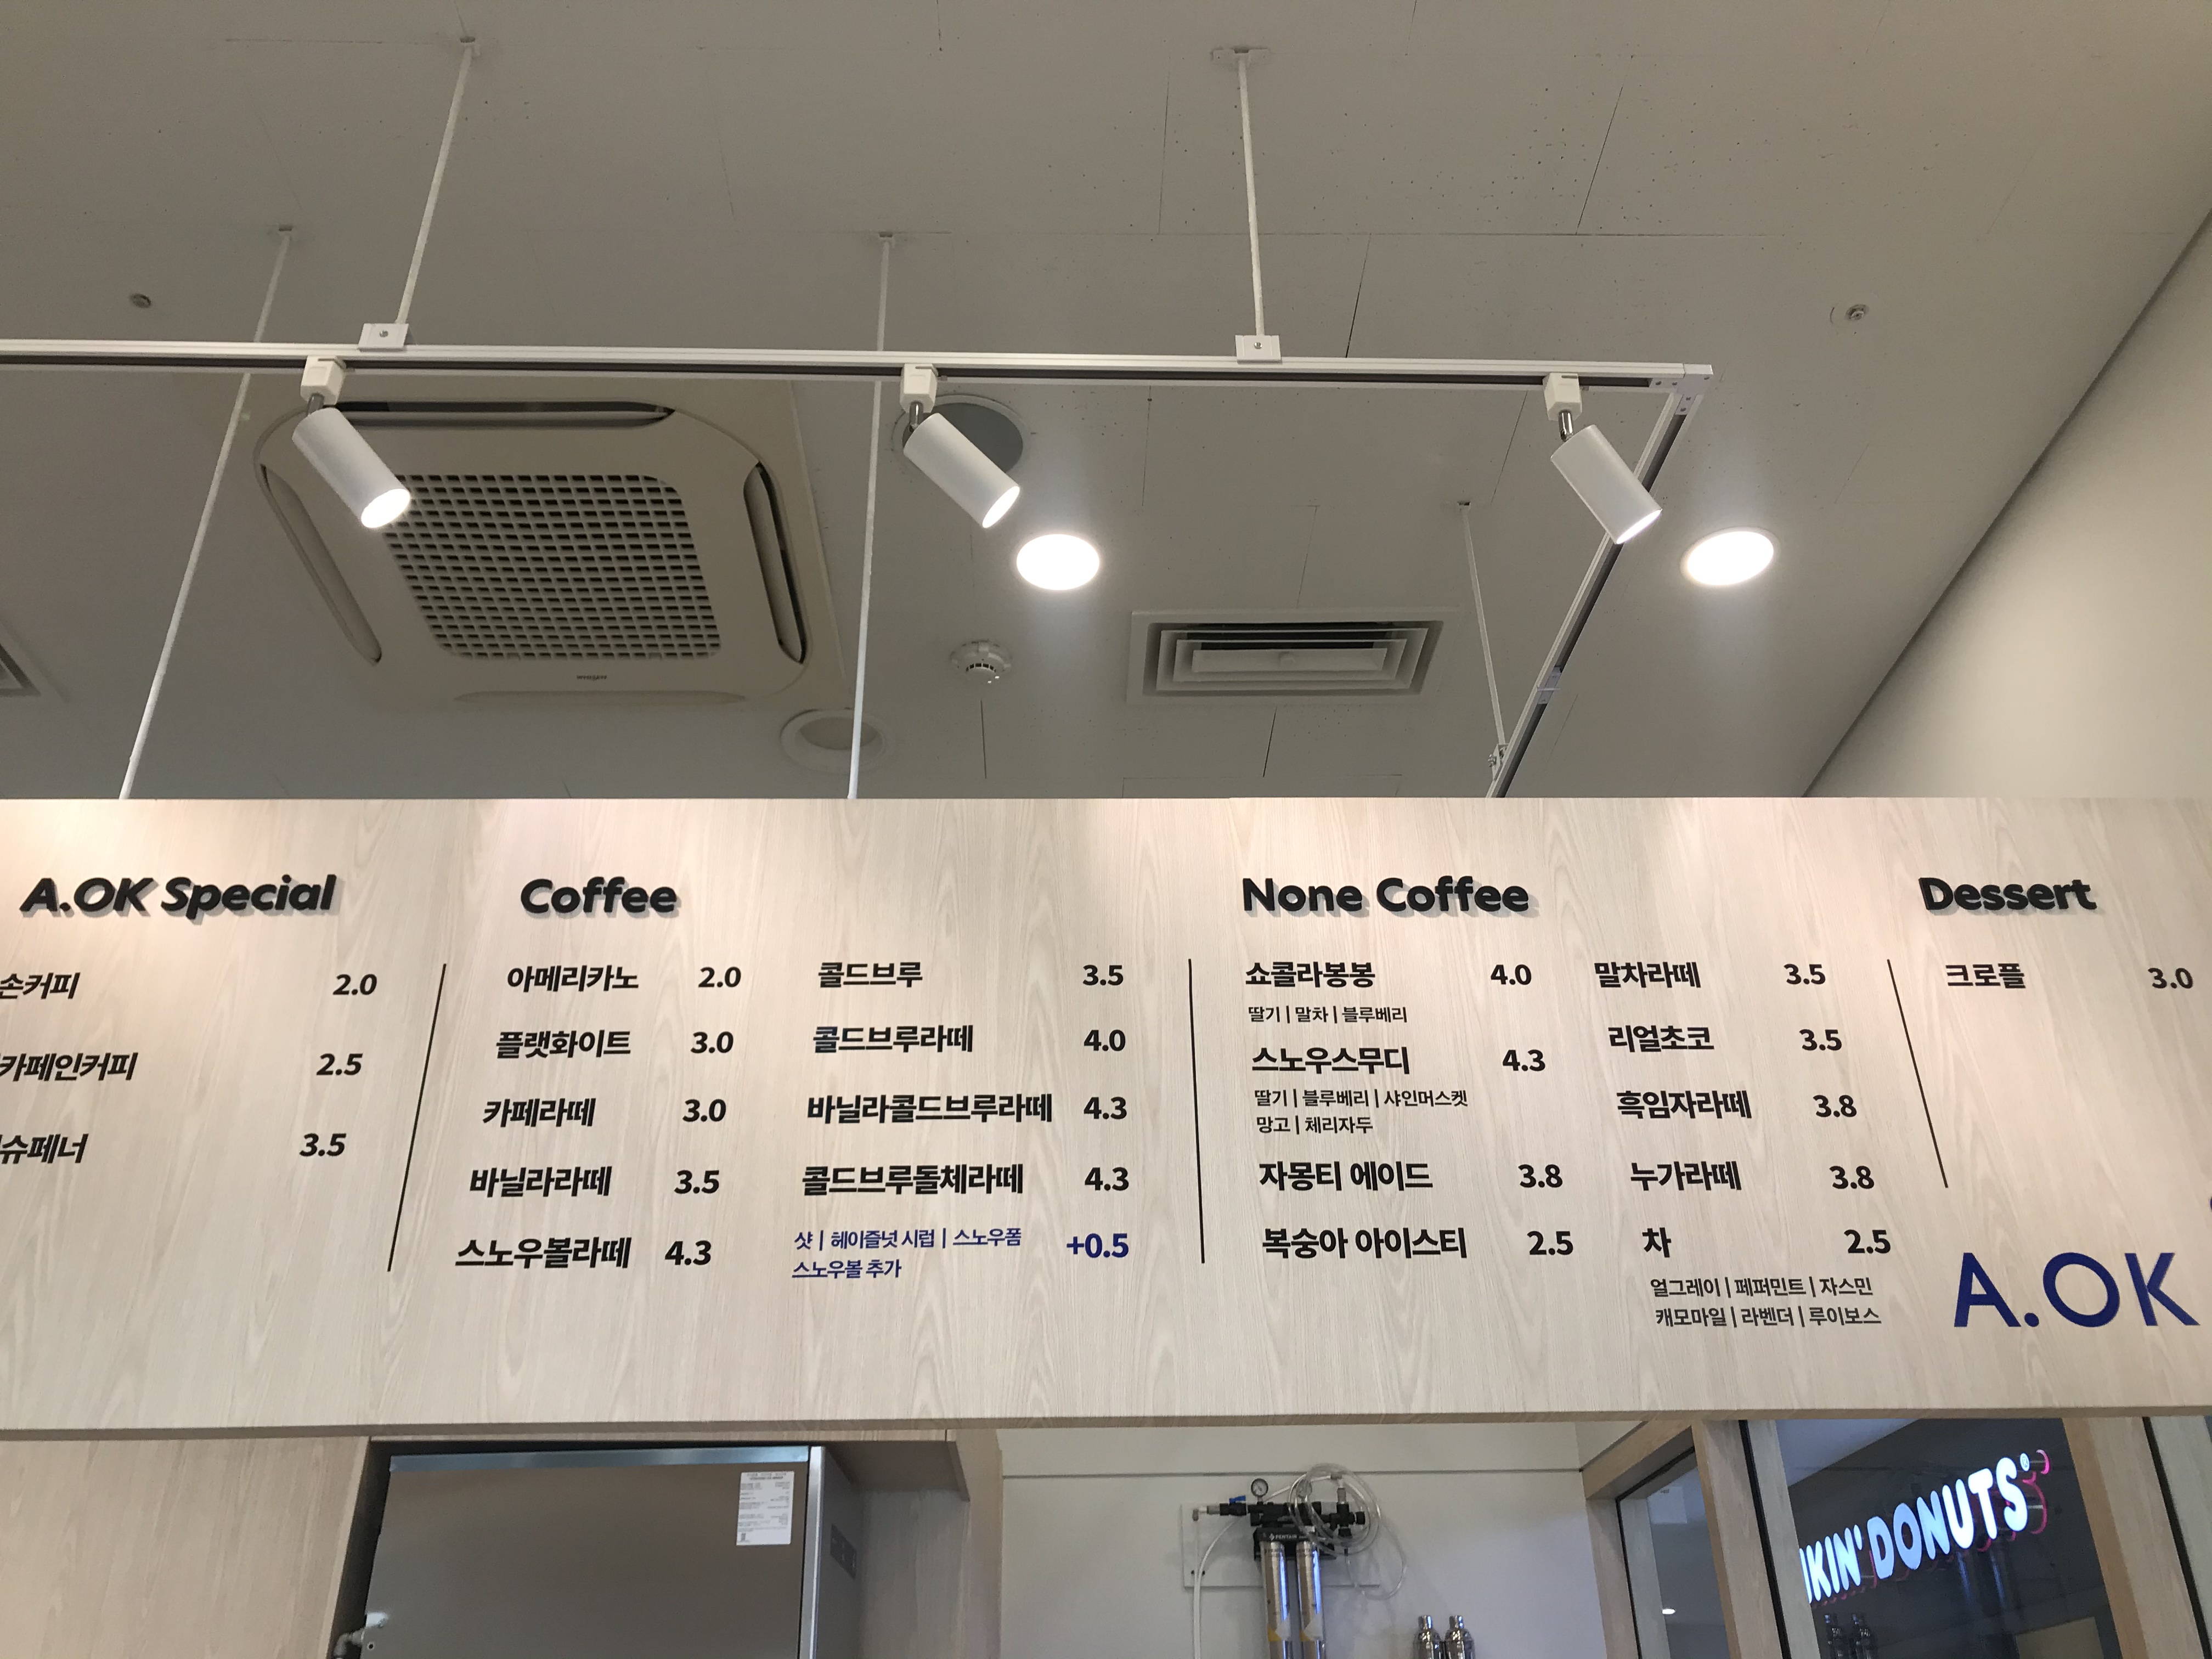 A.OK Special
손커피 2.0
카페인커피 2.5
슈페너 3.5
Coffee
아메리카노 2.0
플랫화이트 3.0
카페라떼 3.0
바닐라라떼 3.5
스노우볼라떼 4.3
콜드브루 3.5
콜드브루라떼 4.0
바닐라콜드브루라떼 4.3
콜드브루돌체라떼 4.3
샷 | 헤이즐넛 시럽 | 스노우폼 +0.5
스노우볼 추가
None Coffee
쇼콜라봉봉 4.0
딸기 | 말차 | 블루베리
스노우스무디 4.3
딸기 | 블루베리 | 샤인머스켓
망고 | 체리자두
자몽티 에이드 3.8
복숭아 아이스티 2.5
말차라떼 3.5
리얼초코 3.5
흑임자라떼 3.8
누가라떼 3.8
차 2.5
얼그레이 | 페퍼민트 | 자스민
캐모마일 | 라벤더 | 루이보스
Dessert
크로플 3.0
A.OK
KIN' DONUTS
PENTAIR